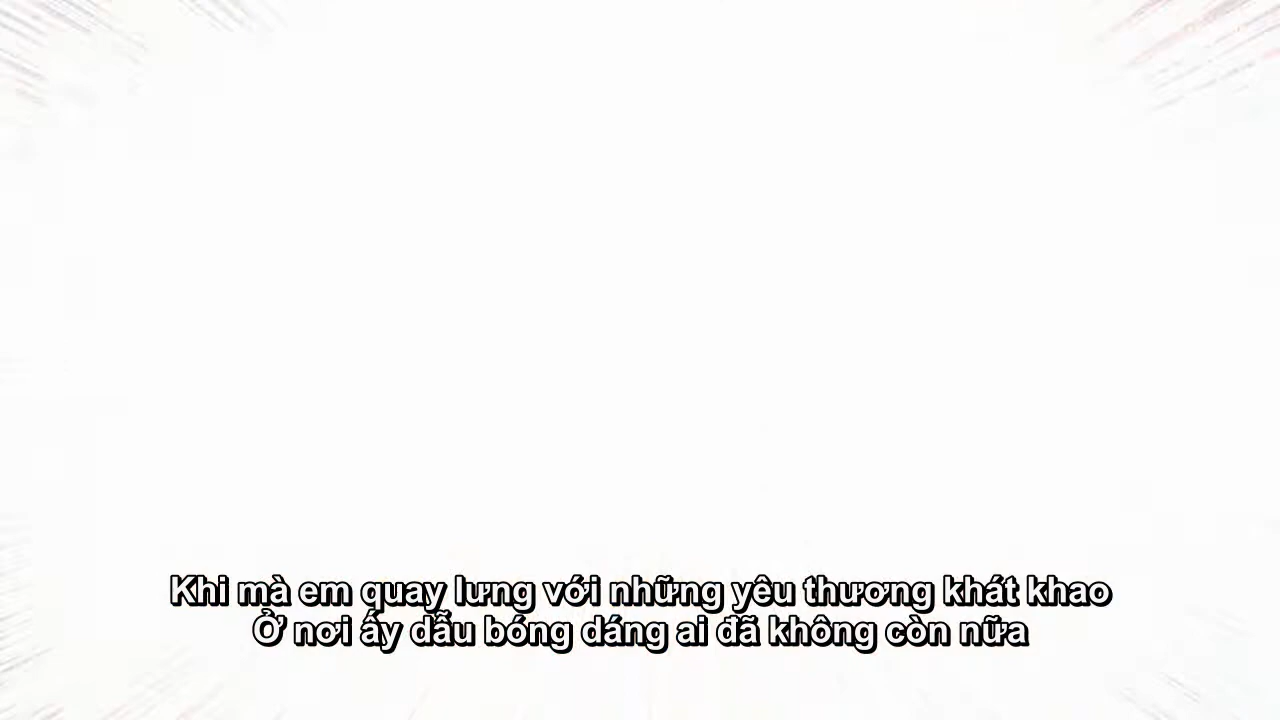 Khi mà em quay lưng với những yêu thương khát khao
Ở nơi ấy dẫu bóng dáng ai đã không còn nữa